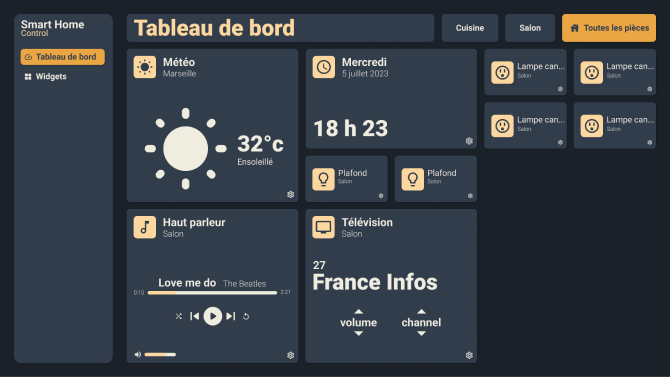 Smart Home
Control
Tableau de bord
Widgets
Tableau de bord
Cuisine
Salon
Toutes les pièces
Météo
Marseille
32°c
Ensoleillé
Mercredi
5 juillet 2023
18 h 23
Lampe can...
Salon
Lampe can...
Salon
Lampe can...
Salon
Lampe can...
Salon
Plafond
Salon
Plafond
Salon
Haut parleur
Salon
Love me do The Beatles
0:10
2:21
Télévision
Salon
27
France Infos
volume
channel